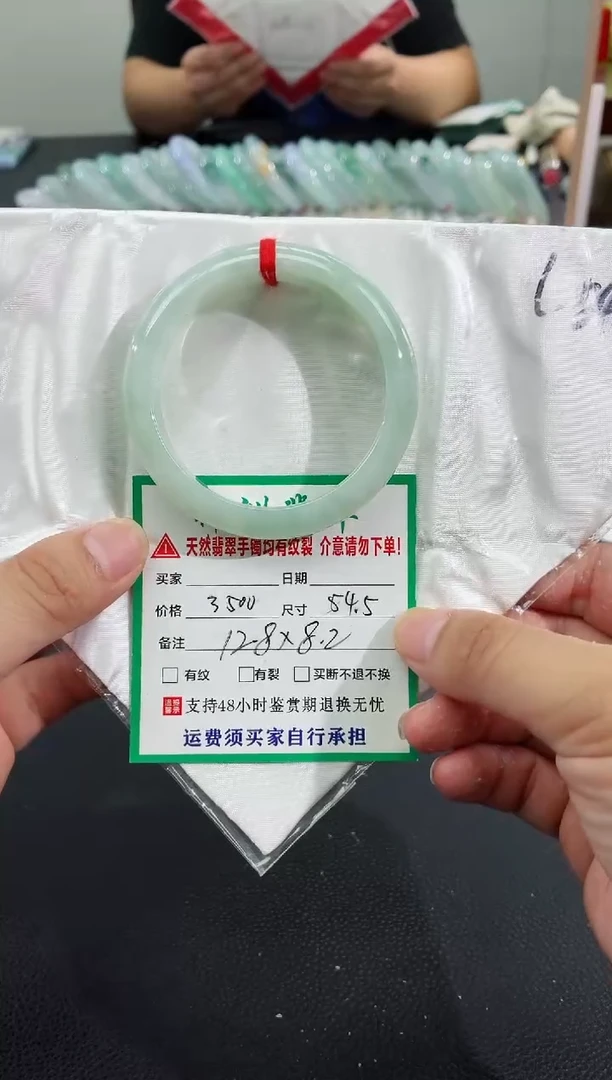 天然翡翠手镯均有纹裂 介意请勿下单!
买家 日期
价格 3500 尺寸 54.5
备注 12.8×8.2
有纹 有裂 买断不退不换
支持48小时鉴赏期退换无忧
运费须买家自行承担